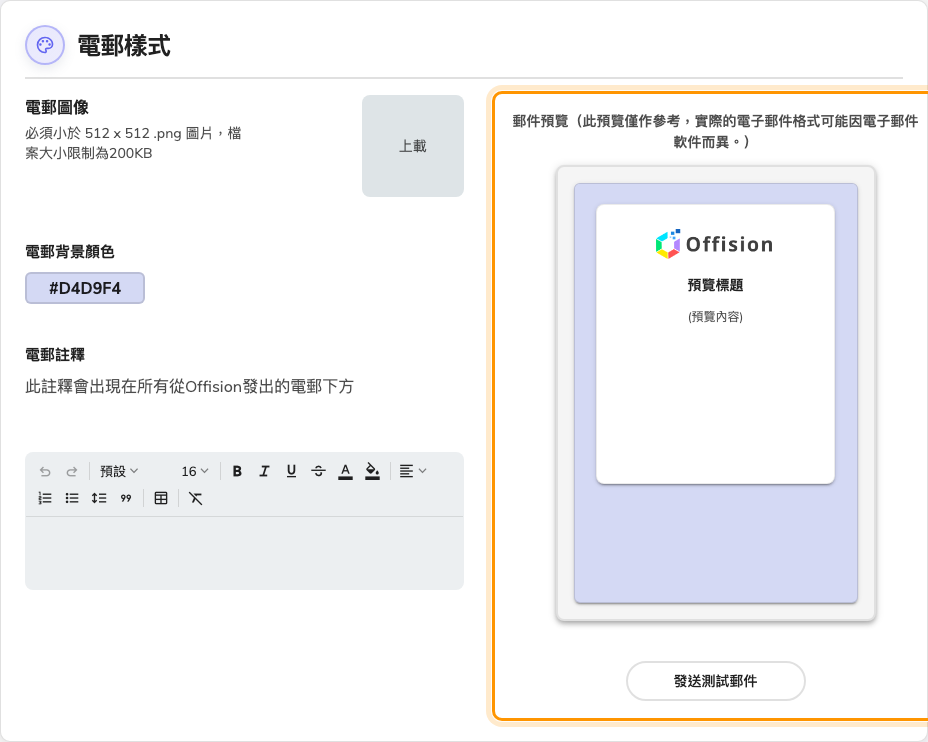 電郵樣式
電郵圖像
必須小於 512 x 512 .png 圖片，檔
案大小限制為200KB
上載
電郵背景顏色
#D4D9F4
電郵註釋
此註釋會出現在所有從Offision發出的電郵下方
預設
16
B I U S A
郵件預覽（此預覽僅作參考，實際的電子郵件格式可能因電子郵件
軟件而異。）
Offision
預覽標題
(預覽內容)
發送測試郵件